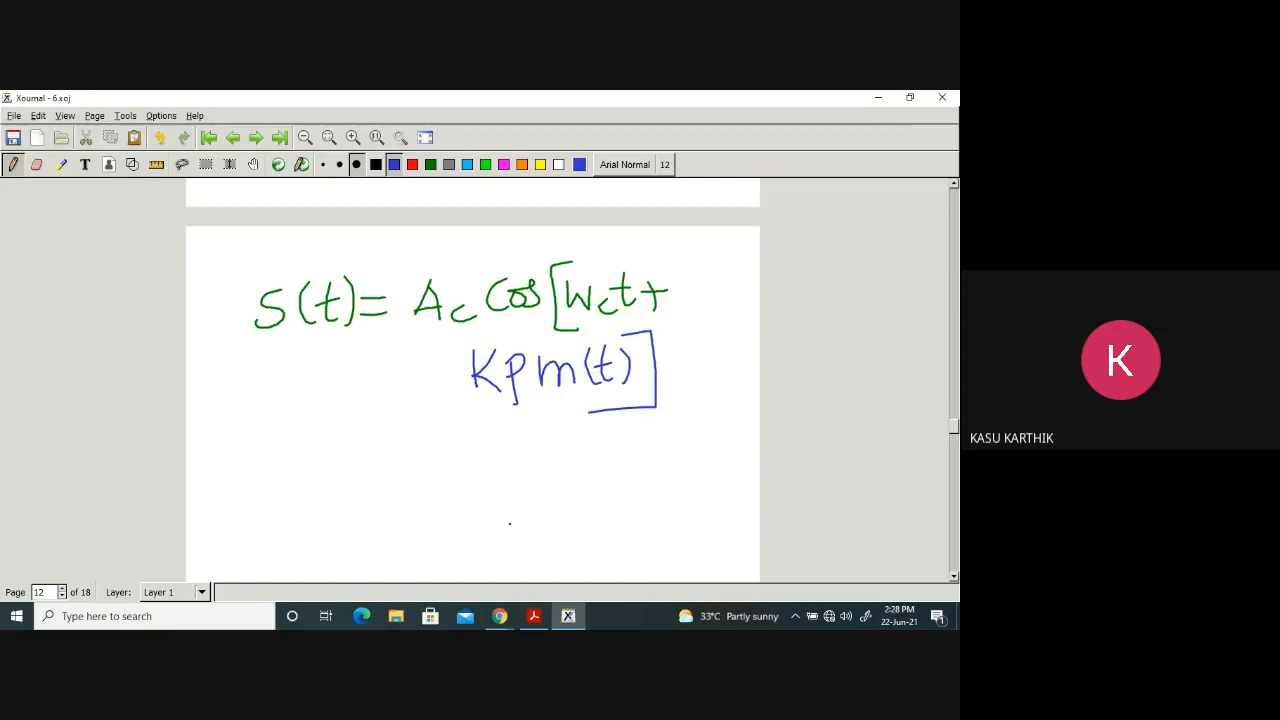 Xournal - 6.xoj
File Edit View Page Tools Options Help
Arial Normal 12
S(t)= Ac Cos[Wct+
Kpm(t)]
K
KASU KARTHIK
Page 12 of 18 Layer: Layer 1
Type here to search
33°C Partly sunny
2:28 PM
22-Jun-21
1